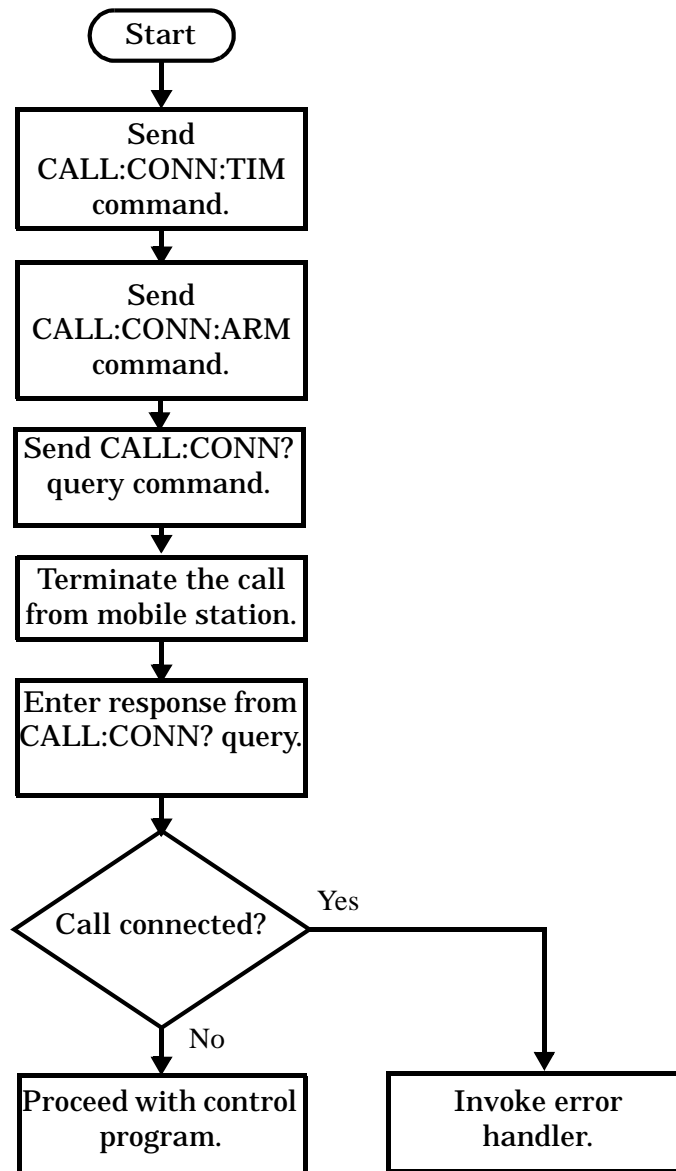 Start
Send
CALL:CONN:TIM
command.
Send
CALL:CONN:ARM
command.
Send CALL:CONN?
query command.
Terminate the call
from mobile station.
Enter response from
CALL:CONN? query.
Call connected?
Yes
No
Proceed with control
program.
Invoke error
handler.